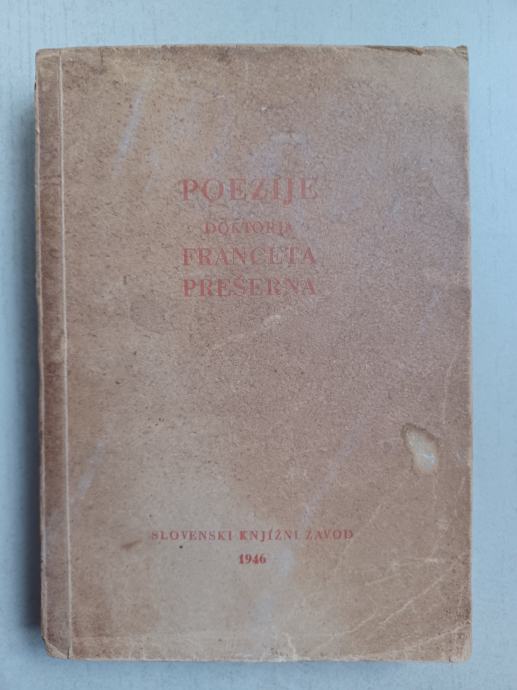 POEZIJE
DOKTORJA
FRANCETA
PREŠERNA
SLOVENSKI KNJIŽNI ZAVOD
1946